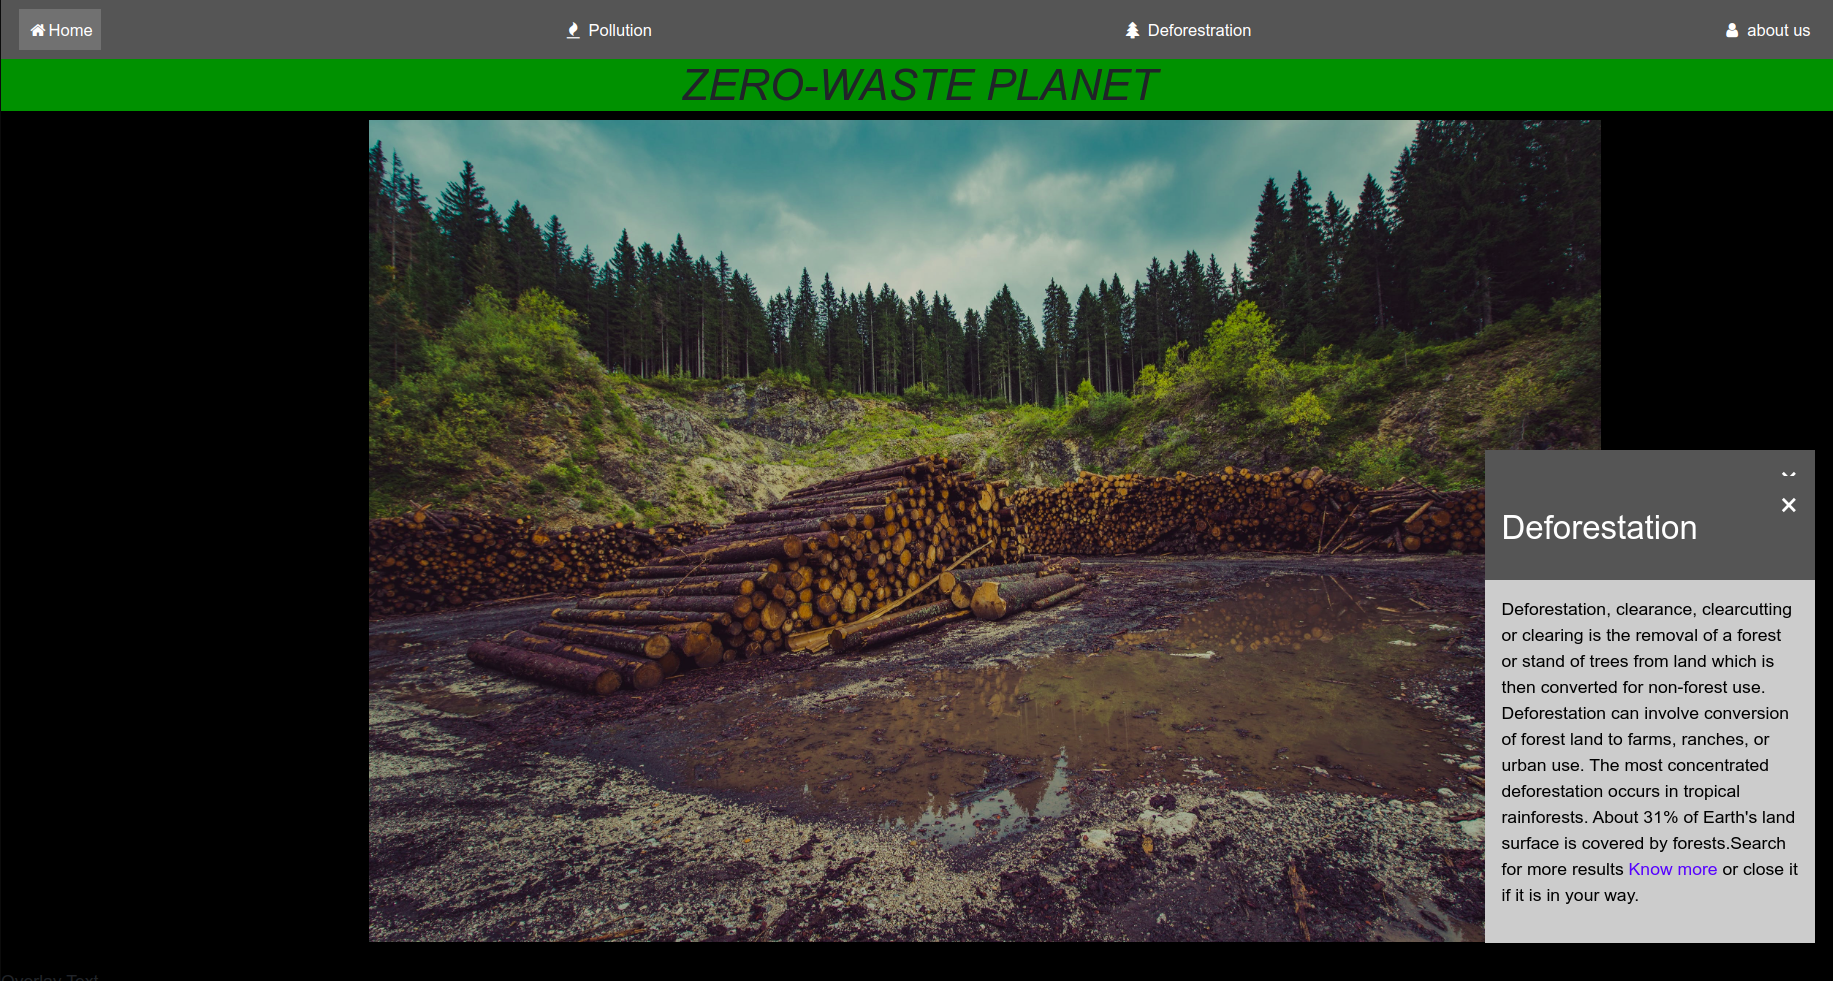 Home
Pollution
Deforestration
about us
ZERO-WASTE PLANET
×
Deforestation
Deforestation, clearance, clearcutting
or clearing is the removal of a forest
or stand of trees from land which is
then converted for non-forest use.
Deforestation can involve conversion
of forest land to farms, ranches, or
urban use. The most concentrated
deforestation occurs in tropical
rainforests. About 31% of Earth's land
surface is covered by forests.Search
for more results Know more or close it
if it is in your way.
Overlay Text